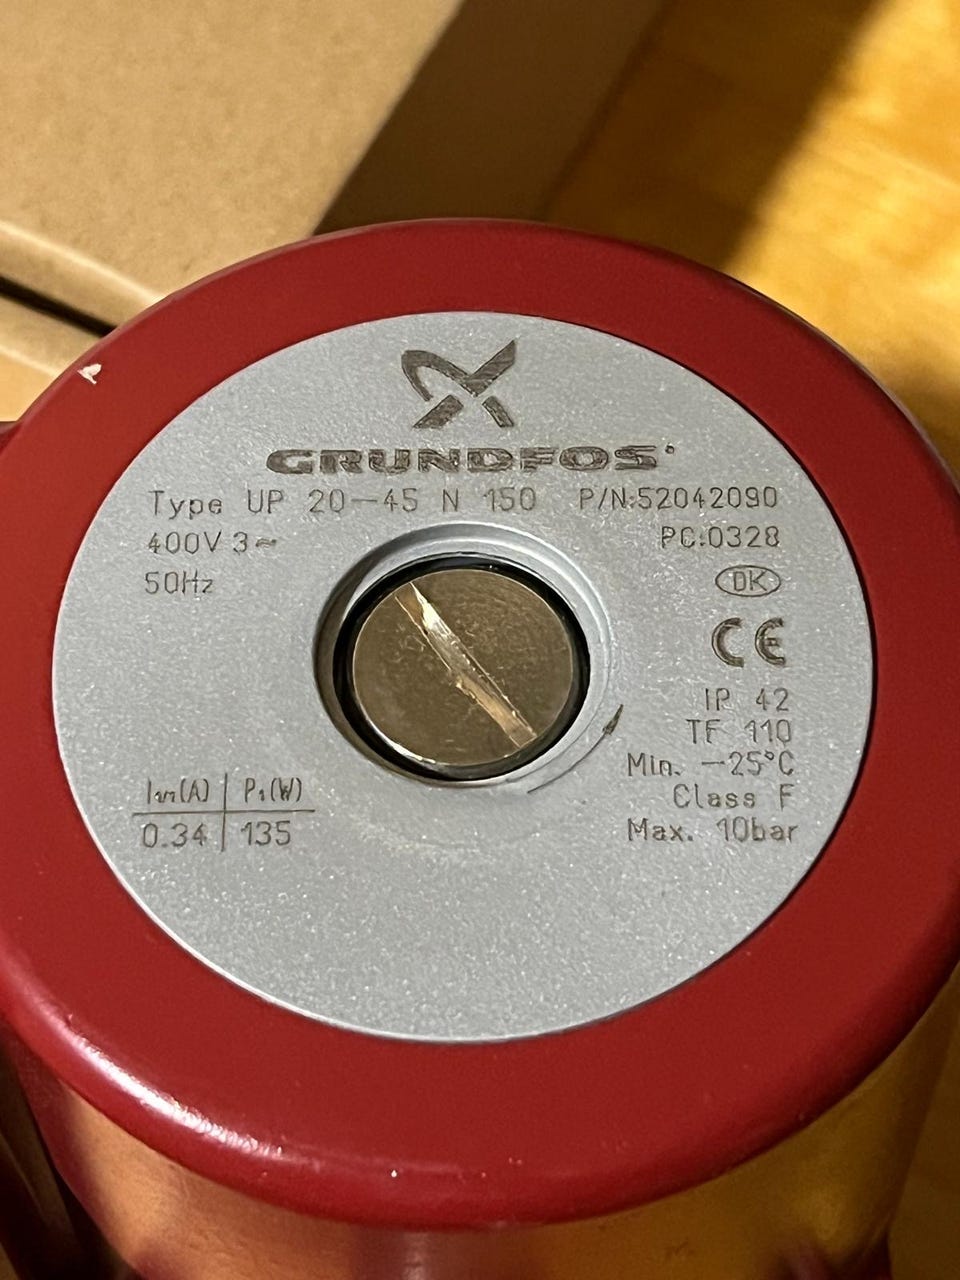 GRUNDFOS
Type UP 20-45 N 150 P/N:52042090
400V 3~ PC:0328
50Hz DK
CE
IP 42
TF 110
Min. -25°C
Class F
Max. 10bar
I₁/₁(A) P₁(W)
0.34 135